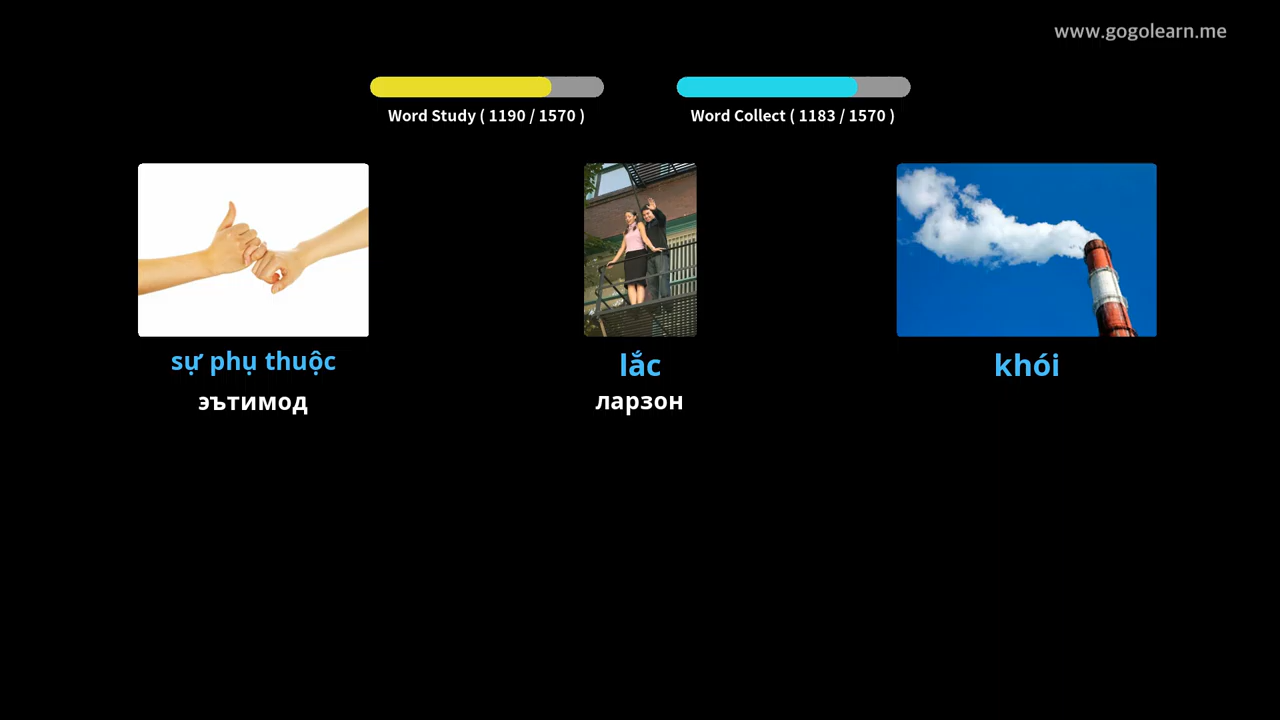 www.gogolearn.me
Word Study ( 1190 / 1570 )
Word Collect ( 1183 / 1570 )
sự phụ thuộc
эътимод
lắc
ларзон
khói